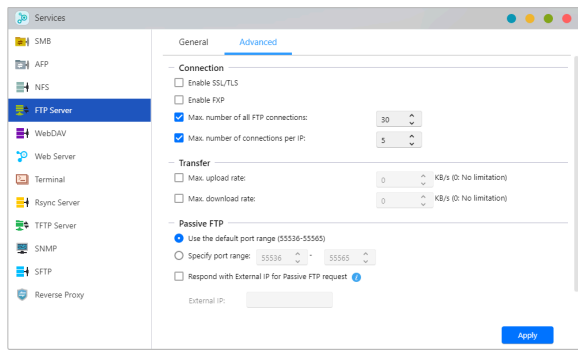 Services
SMB
AFP
NFS
FTP Server
WebDAV
Web Server
Terminal
Rsync Server
TFTP Server
SNMP
SFTP
Reverse Proxy
General Advanced
Connection
Enable SSL/TLS
Enable FXP
Max. number of all FTP connections: 30
Max. number of connections per IP: 5
Transfer
Max. upload rate: 0 KB/s (0: No limitation)
Max. download rate: 0 KB/s (0: No limitation)
Passive FTP
Use the default port range (55536-55565)
Specify port range: 55536 - 55565
Respond with External IP for Passive FTP request
External IP:
Apply